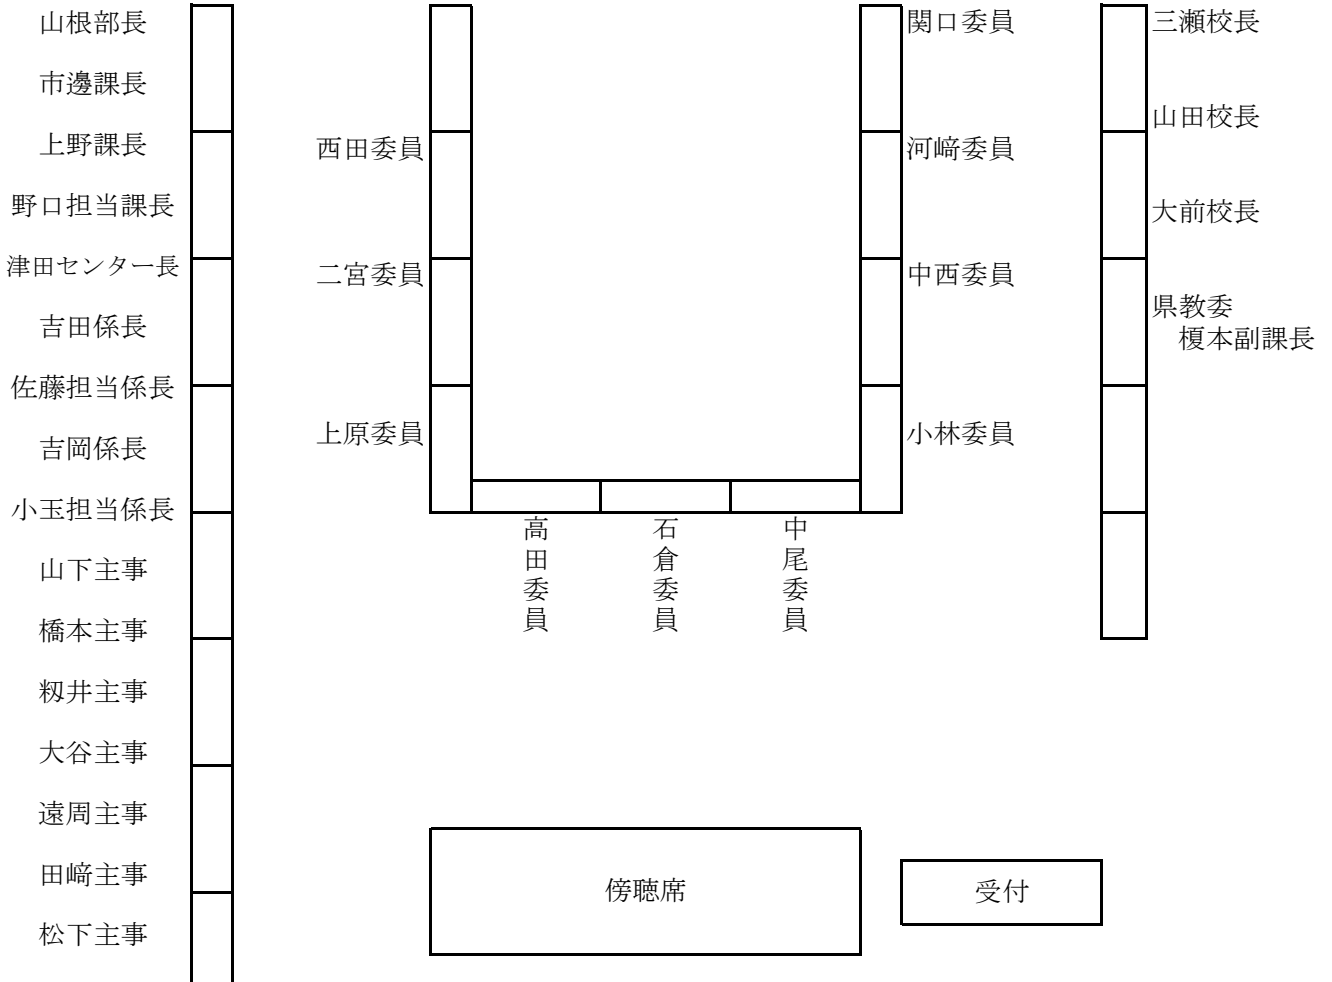 山根部長
市邊課長
上野課長
野口担当課長
津田センター長
吉田係長
佐藤担当係長
吉岡係長
小玉担当係長
山下主事
橋本主事
籾井主事
大谷主事
遠周主事
田﨑主事
松下主事
西田委員
二宮委員
上原委員
高田委員
石倉委員
中尾委員
関口委員
河﨑委員
中西委員
小林委員
三瀬校長
山田校長
大前校長
県教委
榎本副課長
傍聴席
受付